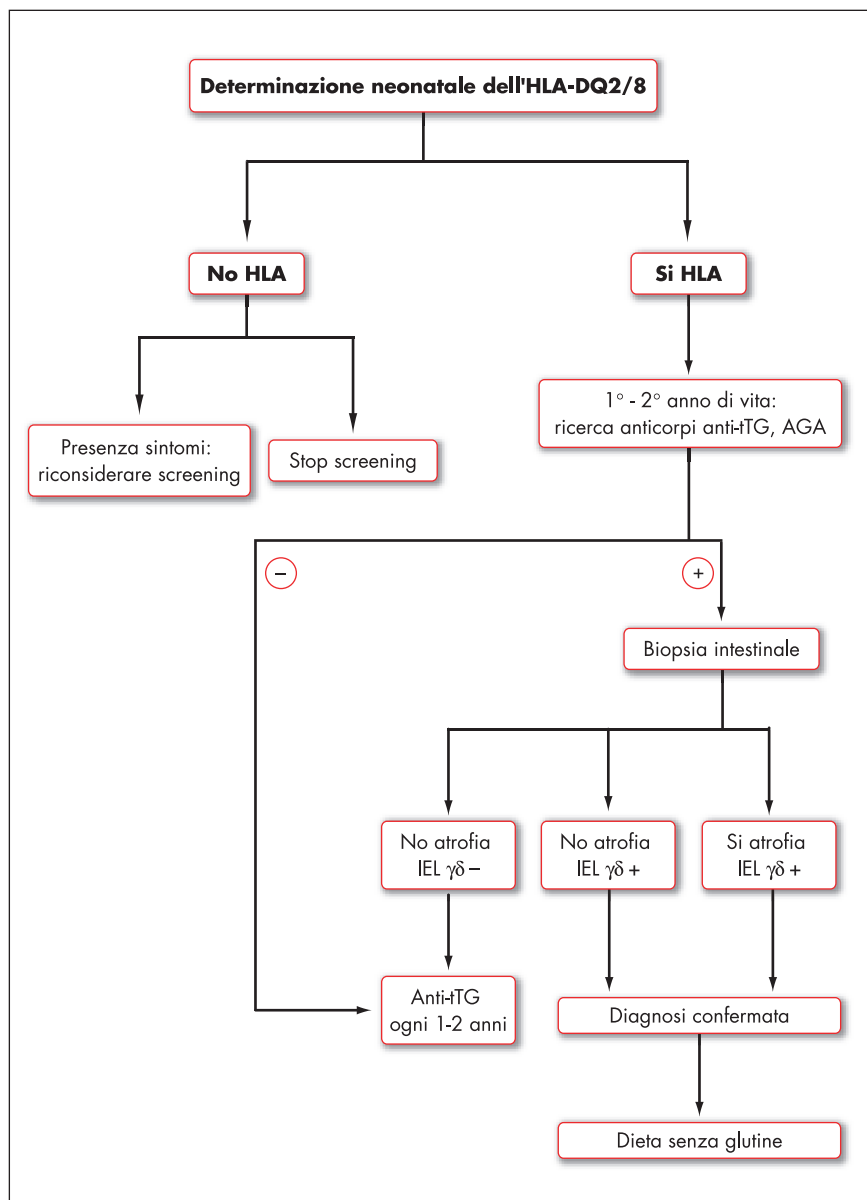 Determinazione neonatale dell'HLA-DQ2/8
No HLA
Si HLA
1° - 2° anno di vita:
ricerca anticorpi anti-tTG, AGA
Presenza sintomi:
riconsiderare screening
Stop screening
−
+
Biopsia intestinale
No atrofia
IEL γδ −
No atrofia
IEL γδ +
Si atrofia
IEL γδ +
Anti-tTG
ogni 1-2 anni
Diagnosi confermata
Dieta senza glutine